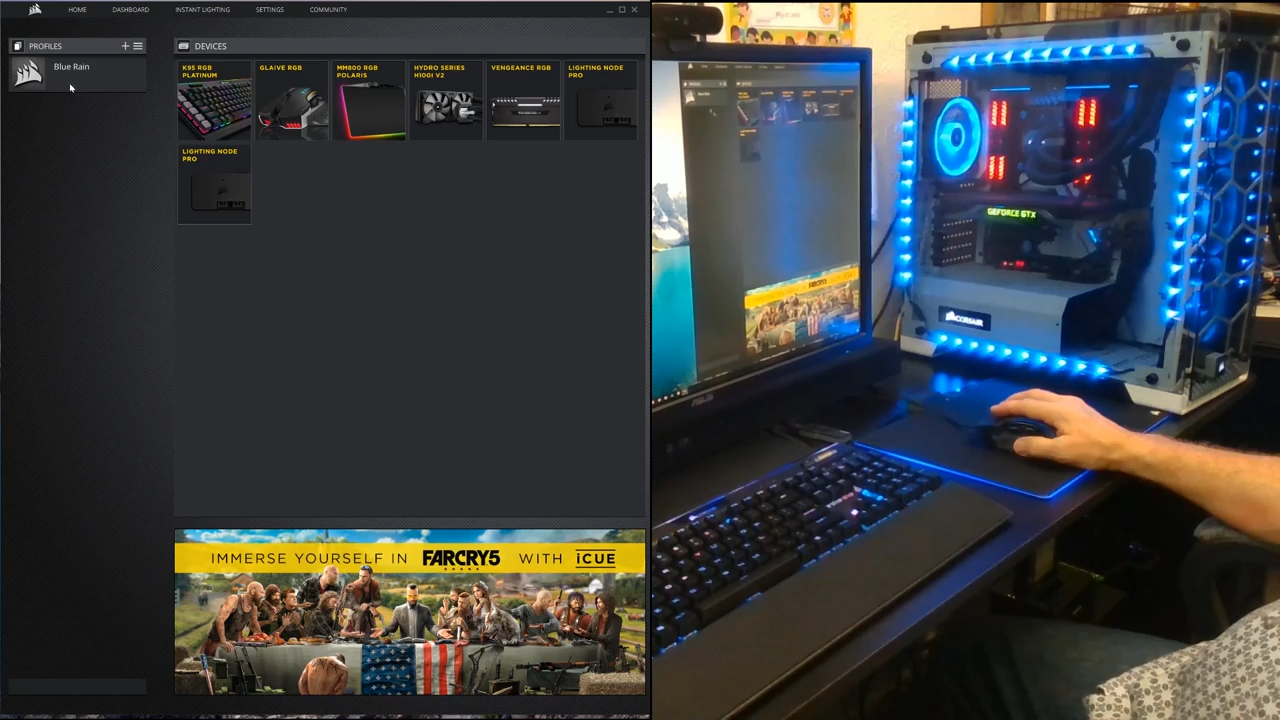 HOME DASHBOARD INSTANT LIGHTING SETTINGS COMMUNITY
PROFILES
Blue Rain
DEVICES
K95 RGB
PLATINUM
GLAIVE RGB
MM800 RGB
POLARIS
HYDRO SERIES
H100I V2
VENGEANCE RGB
LIGHTING NODE
PRO
LIGHTING NODE
PRO
IMMERSE YOURSELF IN FARCRY5 WITH iCUE
GEFORCE GTX
CORSAIR
ASUS